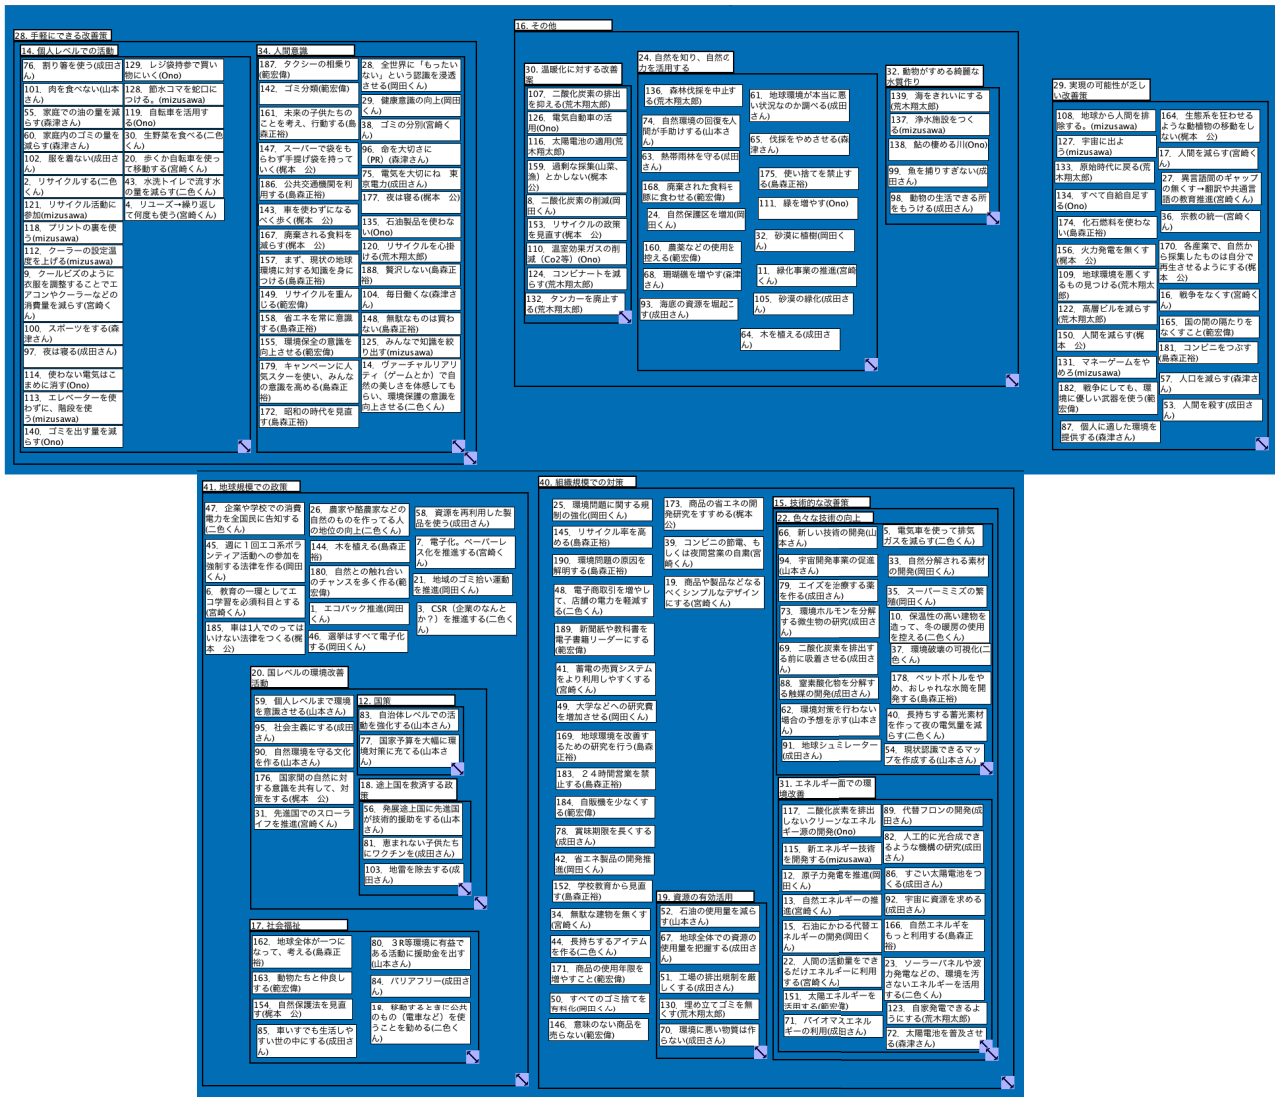 28. 手軽にできる改善策
14. 個人レベルでの活動
76. 割り箸を使う(成田さ
ん)
101. 肉を食べない(山本
さん)
55. 家庭での油の量を減
らす(森津さん)
60. 家庭内のゴミの量を
減らす(森津さん)
102. 服を着ない(成田さ
ん)
2. リサイクルする(二色
くん)
121. リサイクル活動に
参加(mizusawa)
118. プリントの裏を使
う(mizusawa)
112. クーラーの設定温
度を上げる(mizusawa)
9. クールビズのように
衣服を調整することでエ
アコンやクーラーなどの
消費量を減らす(宮崎く
ん)
100. スポーツをする(森
津さん)
97. 夜は寝る(成田さん)
114. 使わない電気はこ
まめに消す(Ono)
113. エレベーターを使
わずに、階段を使
う(mizusawa)
140. ゴミを出す量を減
らす(Ono)
129. レジ袋持参で買い
物にいく(Ono)
128. 節水コマを蛇口に
つける。(mizusawa)
119. 自転車を活用す
る(Ono)
30. 生野菜を食べる(二色
くん)
20. 歩くか自転車を使っ
て移動する(宮崎くん)
43. 水洗トイレで流す水
の量を減らす(二色くん)
4. リユース→繰り返し
て何度も使う(宮崎くん)
34. 人間意識
187. タクシーの相乗り
(範宏偉)
142. ゴミ分類(範宏偉)
161. 未来の子供たちの
ことを考え、行動する(島
森正裕)
147. スーパーで袋をも
らわず手提げ袋を持って
いく(梶本 公)
186. 公共交通機関を利
用する(島森正裕)
143. 車を使わずになる
べく歩く(梶本 公)
167. 廃棄される食料を
減らす(梶本 公)
157. まず、現状の地球
環境に対する知識を身に
つける(島森正裕)
149. リサイクルを重ん
じる(範宏偉)
158. 省エネを常に意識
する(島森正裕)
155. 環境保全の意識を
向上させる(範宏偉)
179. キャンペーンに人
気スターを使い、みんな
の意識を高める(島森正
裕)
172. 昭和の時代を見直
す(島森正裕)
28. 全世界に「もったい
ない」という認識を浸透
させる(岡田くん)
29. 健康意識の向上(岡田
くん)
38. ゴミの分別(宮崎く
ん)
96. 命を大切に
(PR)(森津さん)
75. 電気を大切にね 東
京電力(成田さん)
177. 夜は寝る(梶本 公)
135. 石油製品を使わな
い(Ono)
120. リサイクルを心掛
ける(荒木翔太郎)
188. 贅沢しない(島森正
裕)
104. 毎日働くな(森津さ
ん)
148. 無駄なものは買わ
ない(島森正裕)
125. みんなで知識を絞
り出す(mizusawa)
14. ヴァーチャルリアリ
ティ(ゲームとか)で自
然の美しさを体感しても
らい、環境保護の意識を
向上させる(二色くん)
16. その他
30. 温暖化に対する改善
案
107. 二酸化炭素の排出
を抑える(荒木翔太郎)
126. 電気自動車の活
用(Ono)
116. 太陽電池の適用(荒
木翔太郎)
159. 過剰な採集(山菜、
漁)とかしない(梶本
公)
8. 二酸化炭素の削減(岡
田くん)
153. リサイクルの政策
を見直す(梶本 公)
110. 温室効果ガスの削
減(Co2等)(Ono)
124. コンビナートを減
らす(荒木翔太郎)
132. タンカーを廃止す
る(荒木翔太郎)
24. 自然を知り、自然の
力を活用する
136. 森林伐採を中止す
る(荒木翔太郎)
74. 自然環境の回復を人
間が手助けする(山本さ
ん)
63. 熱帯雨林を守る(成田
さん)
168. 廃棄された食料を
豚に食わせる(範宏偉)
24. 自然保護区を増加(岡
田くん)
160. 農薬などの使用を
控える(範宏偉)
68. 珊瑚礁を増やす(森津
さん)
93. 海底の資源を堀起こ
す(成田さん)
61. 地球環境が本当に悪
い状況なのか調べる(成田
さん)
65. 伐採をやめさせる(森
津さん)
175. 使い捨てを禁止す
る(島森正裕)
111. 緑を増やす(Ono)
32. 砂漠に植樹(岡田く
ん)
11. 緑化事業の推進(宮崎
くん)
105. 砂漠の緑化(成田さ
ん)
64. 木を植える(成田さ
ん)
32. 動物がすめる綺麗な
水質作り
139. 海をきれいにする
(荒木翔太郎)
137. 浄水施設をつく
る(mizusawa)
138. 鮎の棲める川(Ono)
99. 魚を捕りすぎない(成
田さん)
98. 動物の生活できる所
をもうける(成田さん)
29. 実現の可能性が乏し
い改善策
108. 地球から人間を排
除する。(mizusawa)
127. 宇宙に出よ
う(mizusawa)
133. 原始時代に戻る(荒
木翔太郎)
134. すべて自給自足す
る(Ono)
174. 化石燃料を使わな
い(島森正裕)
156. 火力発電を無くす
(梶本 公)
109. 地球環境を悪くす
るもの見つける(荒木翔太
郎)
122. 高層ビルを減らす
(荒木翔太郎)
150. 人間を減らす(梶
本 公)
131. マネーゲームをや
めろ(mizusawa)
182. 戦争にしても、環
境に優しい武器を使う(範
宏偉)
87. 個人に適した環境を
提供する(森津さん)
164. 生態系を狂わせる
ような動植物の移動をし
ない(梶本 公)
17. 人間を減らす(宮崎く
ん)
27. 異言語間のギャップ
の無くす→翻訳や共通言
語の教育推進(宮崎くん)
36. 宗教の統一(宮崎く
ん)
170. 各産業で、自然か
ら採集したものは自分で
再生させるようにする(梶
本 公)
16. 戦争をなくす(宮崎く
ん)
165. 国の間の隔たりを
なくすこと(範宏偉)
181. コンビニをつぶす
(島森正裕)
57. 人口を減らす(森津さ
ん)
53. 人間を殺す(成田さ
ん)
41. 地球規模での政策
47. 企業や学校での消費
電力を全国民に告知する
(二色くん)
45. 週に1回エコ系ボラ
ンティア活動への参加を
強制する法律を作る(岡田
くん)
6. 教育の一環としてエ
コ学習を必須科目とする
(宮崎くん)
185. 車は1人でのっては
いけない法律をつくる(梶
本 公)
26. 農家や酪農家などの
自然のものを作ってる人
の地位の向上(二色くん)
144. 木を植える(島森正
裕)
180. 自然との触れ合い
のチャンスを多く作る(範
宏偉)
1. エコバック推進(岡田
くん)
46. 選挙はすべて電子化
する(岡田くん)
58. 資源を再利用した製
品を使う(成田さん)
7. 電子化。ペーパーレ
ス化を推進する(宮崎く
ん)
21. 地域のゴミ拾い運動
を推進(岡田くん)
3. CSR(企業のなんと
か?)を推進する(二色く
ん)
20. 国レベルの環境改善
活動
59. 個人レベルまで環境
を意識させる(山本さん)
95. 社会主義にする(成田
さん)
90. 自然環境を守る文化
を作る(山本さん)
176. 国家間の自然に対
する意識を共有して、対
策をする(梶本 公)
31. 先進国でのスローラ
イフを推進(宮崎くん)
12. 国策
83. 自治体レベルでの活
動を強化する(山本さん)
77. 国家予算を大幅に環
境対策に充てる(山本さ
ん)
18. 途上国を救済する政
策
56. 発展途上国に先進国
が技術的援助をする(山本
さん)
81. 恵まれない子供たち
にワクチンを(成田さん)
103. 地雷を除去する(成
田さん)
17. 社会福祉
162. 地球全体が一つに
なって、考える(島森正
裕)
163. 動物たちと仲良し
する(範宏偉)
154. 自然保護法を見直
す(梶本 公)
85. 車いすでも生活しや
すい世の中にする(成田さ
ん)
80. 3R等環境に有益で
ある活動に援助金を出す
(山本さん)
84. バリアフリー(成田さ
ん)
18. 移動するときに公共
のもの(電車など)を使
うことを勧める(二色く
ん)
40. 組織規模での対策
25. 環境問題に関する規
制の強化(岡田くん)
145. リサイクル率を高
める(島森正裕)
190. 環境問題の原因を
解明する(島森正裕)
48. 電子商取引を増やし
て、店舗の電力を軽減す
る(二色くん)
189. 新聞紙や教科書を
電子書籍リーダーにする
(範宏偉)
41. 蓄電の売買システム
をより利用しやすくする
(宮崎くん)
49. 大学などへの研究費
を増加させる(岡田くん)
169. 地球環境を改善す
るための研究を行う(島森
正裕)
183. 24時間営業を禁
止する(島森正裕)
184. 自販機を少なくす
る(範宏偉)
78. 賞味期限を長くする
(成田さん)
42. 省エネ製品の開発推
進(岡田くん)
152. 学校教育から見直
す(島森正裕)
34. 無駄な建物を無くす
(宮崎くん)
44. 長持ちするアイテム
を作る(二色くん)
171. 商品の使用年限を
増やすこと(範宏偉)
50. すべてのゴミ捨てを
有料化(岡田くん)
146. 意味のない商品を
売らない(範宏偉)
173. 商品の省エネの開
発研究をすすめる(梶本
公)
39. コンビニの節電、も
しくは夜間営業の自粛(宮
崎くん)
19. 商品や製品などなる
べくシンプルなデザイン
にする(宮崎くん)
19. 資源の有効活用
52. 石油の使用量を減ら
す(山本さん)
67. 地球全体での資源の
使用量を把握する(成田さ
ん)
51. 工場の排出規制を厳
しくする(成田さん)
130. 埋め立てゴミを無
くす(荒木翔太郎)
70. 環境に悪い物質は作
らない(成田さん)
15. 技術的な改善策
22. 色々な技術の向上
66. 新しい技術の開発(山
本さん)
94. 宇宙開発事業の促進
(山本さん)
79. エイズを治療する薬
を作る(成田さん)
73. 環境ホルモンを分解
する微生物の研究(成田さ
ん)
69. 二酸化炭素を排出す
る前に吸着させる(成田さ
ん)
88. 窒素酸化物を分解す
る触媒の開発(成田さん)
62. 環境対策を行わない
場合の予想を示す(山本さ
ん)
91. 地球シュミレーター
(成田さん)
5. 電気車を使って排気
ガスを減らす(二色くん)
33. 自然分解される素材
の開発(岡田くん)
35. スーパーミミズの繁
殖(岡田くん)
10. 保温性の高い建物を
造って、冬の暖房の使用
を控える(二色くん)
37. 環境破壊の可視化(二
色くん)
178. ペットボトルをや
め、おしゃれな水筒を開
発する(島森正裕)
40. 長持ちする蓄光素材
を作って夜の電気量を減
らす(二色くん)
54. 現状認識できるマッ
プを作成する(山本さん)
31. エネルギー面での環
境改善
117. 二酸化炭素を排出
しないクリーンなエネル
ギー源の開発(Ono)
115. 新エネルギー技術
を開発する(mizusawa)
12. 原子力発電を推進(岡
田くん)
13. 自然エネルギーの推
進(宮崎くん)
15. 石油にかわる代替エ
ネルギーの開発(岡田く
ん)
22. 人間の活動量をでき
るだけエネルギーに利用
する(宮崎くん)
151. 太陽エネルギーを
活用する(範宏偉)
71. バイオマスエネル
ギーの利用(成田さん)
89. 代替フロンの開発(成
田さん)
82. 人工的に光合成でき
るような機構の研究(成田
さん)
86. すごい太陽電池をつ
くる(成田さん)
92. 宇宙に資源を求める
(成田さん)
166. 自然エネルギを
もっと利用する(島森正
裕)
23. ソーラーパネルや波
力発電などの、環境を汚
さないエネルギーを活用
する(二色くん)
123. 自家発電できるよ
うにする(荒木翔太郎)
72. 太陽電池を普及させ
る(森津さん)